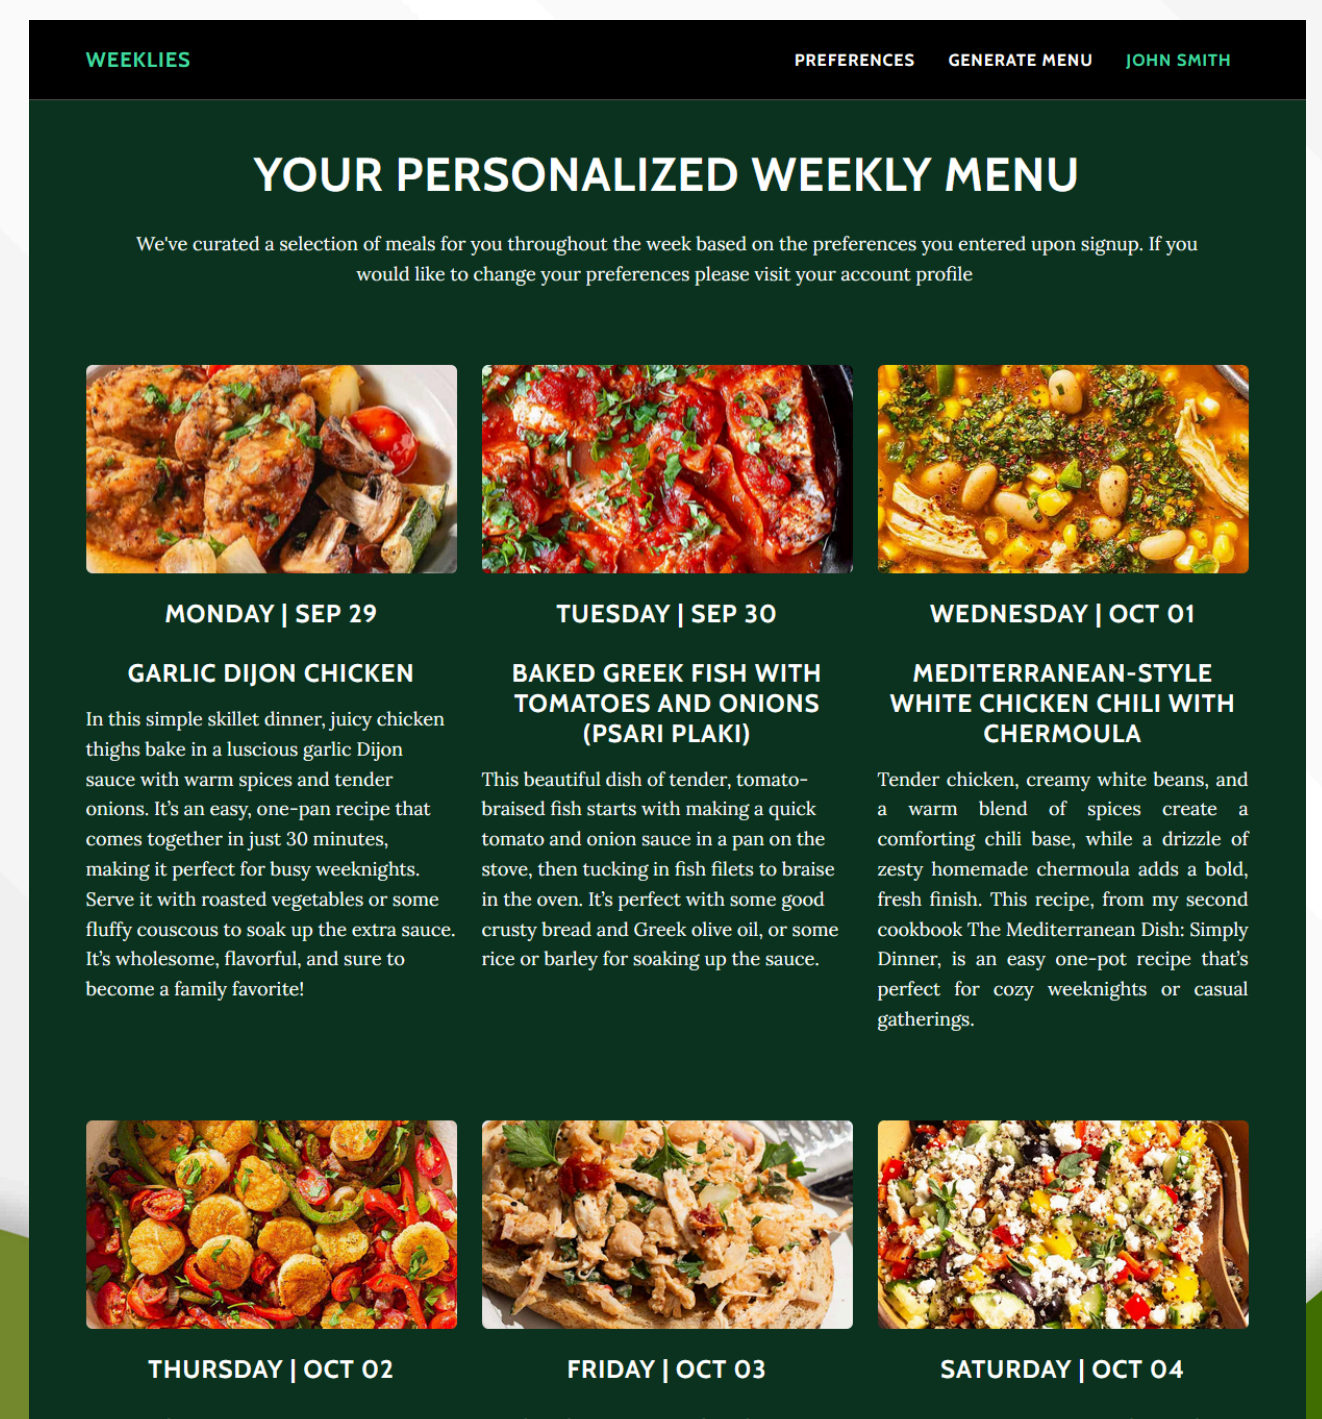 WEEKLIES
PREFERENCES GENERATE MENU JOHN SMITH
YOUR PERSONALIZED WEEKLY MENU
We've curated a selection of meals for you throughout the week based on the preferences you entered upon signup. If you
would like to change your preferences please visit your account profile
MONDAY | SEP 29
GARLIC DIJON CHICKEN
In this simple skillet dinner, juicy chicken
thighs bake in a luscious garlic Dijon
sauce with warm spices and tender
onions. It’s an easy, one-pan recipe that
comes together in just 30 minutes,
making it perfect for busy weeknights.
Serve it with roasted vegetables or some
fluffy couscous to soak up the extra sauce.
It’s wholesome, flavorful, and sure to
become a family favorite!
TUESDAY | SEP 30
BAKED GREEK FISH WITH
TOMATOES AND ONIONS
(PSARI PLAKI)
This beautiful dish of tender, tomato-
braised fish starts with making a quick
tomato and onion sauce in a pan on the
stove, then tucking in fish filets to braise
in the oven. It’s perfect with some good
crusty bread and Greek olive oil, or some
rice or barley for soaking up the sauce.
WEDNESDAY | OCT 01
MEDITERRANEAN-STYLE
WHITE CHICKEN CHILI WITH
CHERMOULA
Tender chicken, creamy white beans, and
a warm blend of spices create a
comforting chili base, while a drizzle of
zesty homemade chermoula adds a bold,
fresh finish. This recipe, from my second
cookbook The Mediterranean Dish: Simply
Dinner, is an easy one-pot recipe that’s
perfect for cozy weeknights or casual
gatherings.
THURSDAY | OCT 02
FRIDAY | OCT 03
SATURDAY | OCT 04